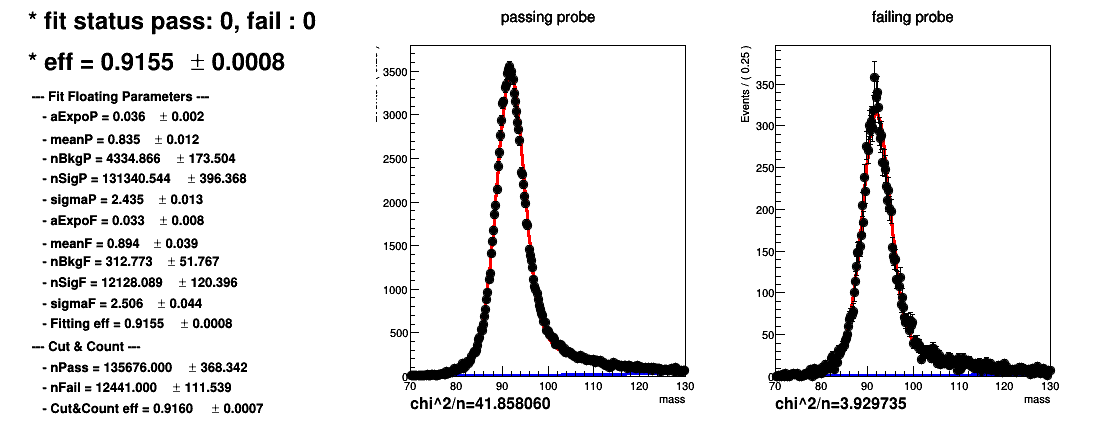 * fit status pass: 0, fail : 0
* eff = 0.9155 ± 0.0008
--- Fit Floating Parameters ---
- aExpoP = 0.036 ± 0.002
- meanP = 0.835 ± 0.012
- nBkgP = 4334.866 ± 173.504
- nSigP = 131340.544 ± 396.368
- sigmaP = 2.435 ± 0.013
- aExpoF = 0.033 ± 0.008
- meanF = 0.894 ± 0.039
- nBkgF = 312.773 ± 51.767
- nSigF = 12128.089 ± 120.396
- sigmaF = 2.506 ± 0.044
- Fitting eff = 0.9155 ± 0.0008
--- Cut & Count ---
- nPass = 135676.000 ± 368.342
- nFail = 12441.000 ± 111.539
- Cut&Count eff = 0.9160 ± 0.0007
passing probe
3500
3000
2500
2000
1500
1000
500
0
70 80 90 100 110 120 130
mass
chi^2/n=41.858060
failing probe
Events / ( 0.25 )
350
300
250
200
150
100
50
0
70 80 90 100 110 120 130
mass
chi^2/n=3.929735